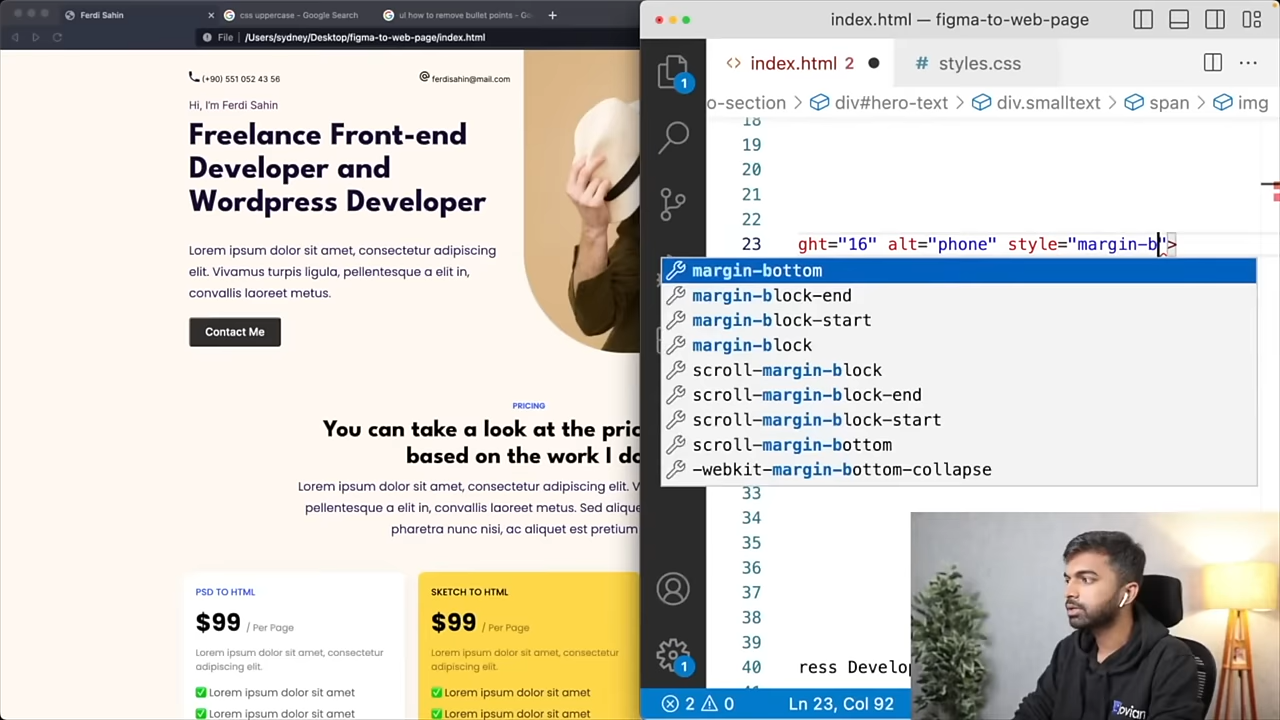 Ferdi Sahin
css uppercase - Google Search
ul how to remove bullet points - Go
File
/Users/sydney/Desktop/figma-to-web-page/index.html
(+90) 551 052 43 56
ferdisahin@mail.com
Hi, I'm Ferdi Sahin
Freelance Front-end
Developer and
Wordpress Developer
Lorem ipsum dolor sit amet, consectetur adipiscing
elit. Vivamus turpis ligula, pellentesque a elit in,
convallis laoreet metus.
Contact Me
PRICING
You can take a look at the pric
based on the work I do
Lorem ipsum dolor sit amet, consectetur adipiscing elit. V
pellentesque a elit in, convallis laoreet metus. Sed alique
pharetra nunc nisi, ac aliquet est pretium
PSD TO HTML
$99 / Per Page
Lorem ipsum dolor sit amet, consectetur
adipiscing elit.
✅ Lorem ipsum dolor sit amet
✅ Lorem ipsum dolor sit amet
SKETCH TO HTML
$99 / Per Page
Lorem ipsum dolor sit amet, consectetur
adipiscing elit.
✅ Lorem ipsum dolor sit amet
✅ Lorem ipsum dolor sit amet
index.html — figma-to-web-page
index.html 2
# styles.css
o-section > div#hero-text > div.smalltext > span > img
1
18
19
20
21
22
23 ght="16" alt="phone" style="margin-b">
margin-bottom
margin-block-end
margin-block-start
margin-block
scroll-margin-block
scroll-margin-block-end
scroll-margin-block-start
scroll-margin-bottom
-webkit-margin-bottom-collapse
33
34
35
36
37
38
39
40 ress Develop
41
1
2 0
Ln 23, Col 92